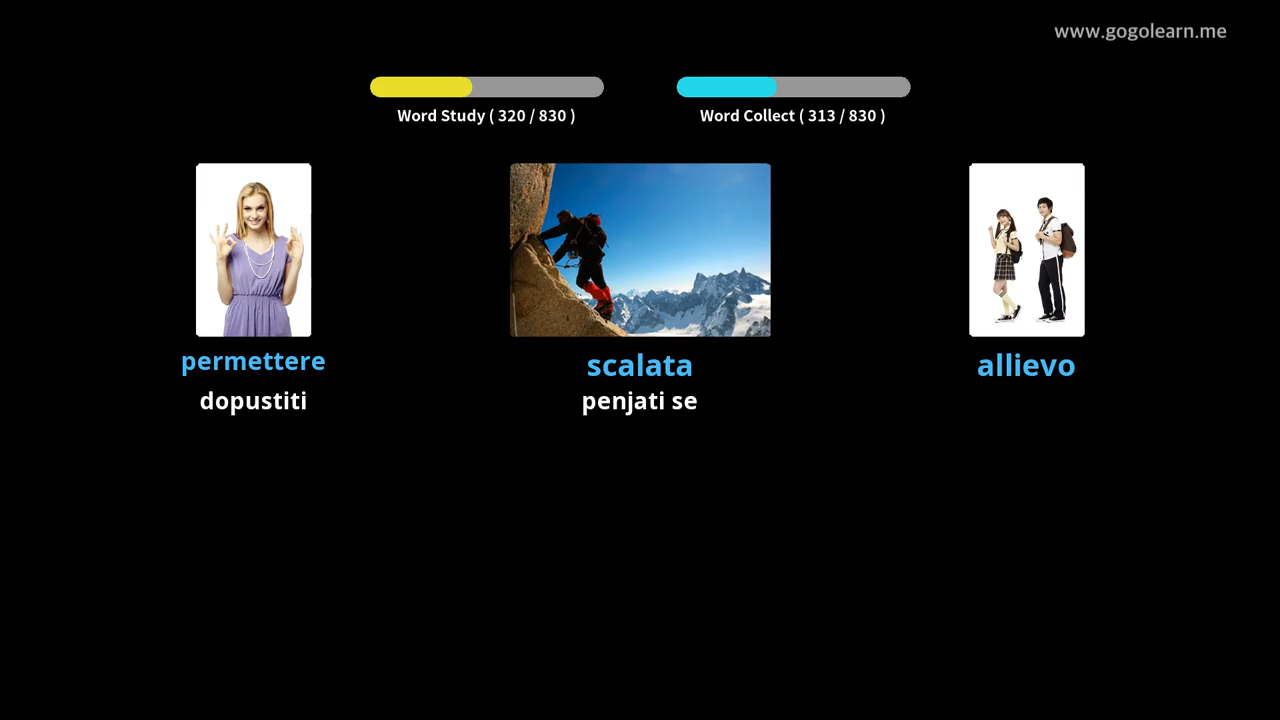 www.gogolearn.me
Word Study ( 320 / 830 )
Word Collect ( 313 / 830 )
permettere
dopustiti
scalata
penjati se
allievo